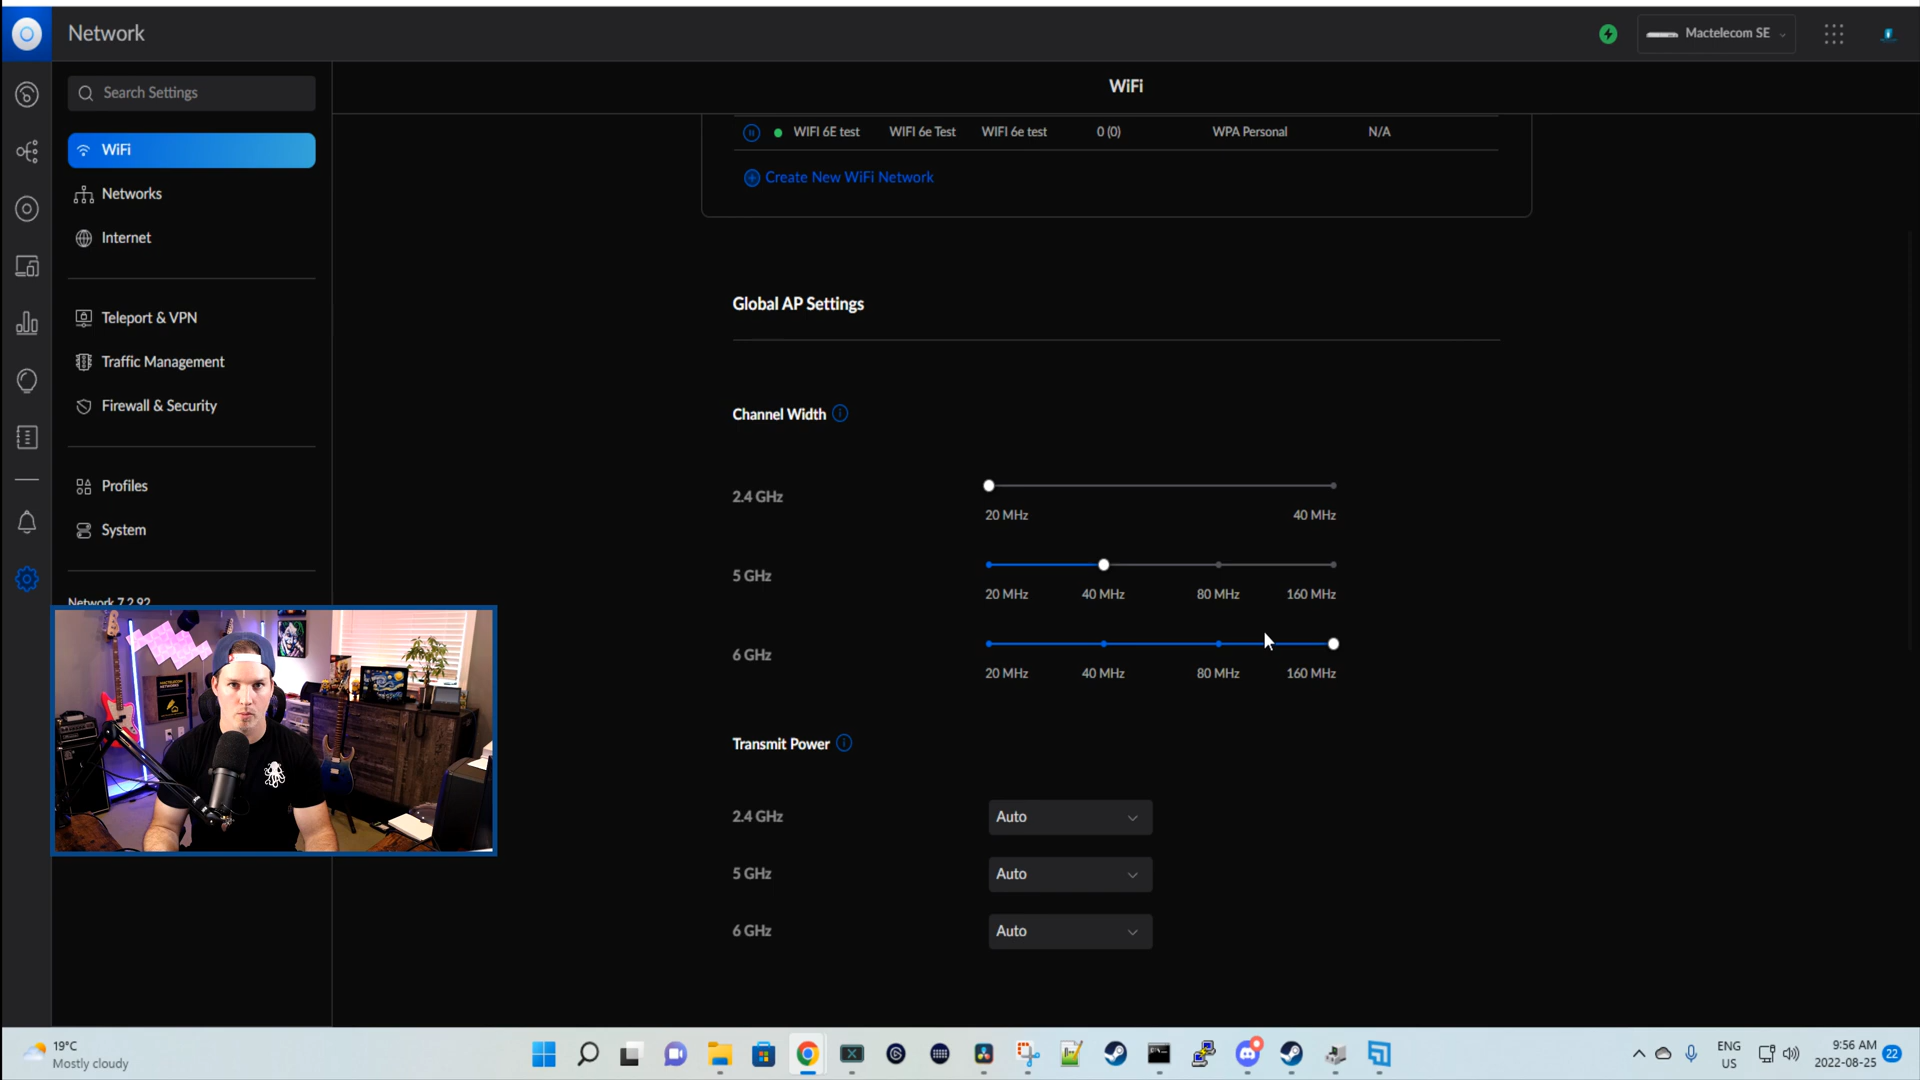 Network
Mactelecom SE
Search Settings
WiFi
WiFi
Networks
Internet
Teleport & VPN
Traffic Management
Firewall & Security
Profiles
System
Network 7.2.92
WIFI 6E test WIFI 6e Test WIFI 6e test 0 (0) WPA Personal N/A
Create New WiFi Network
Global AP Settings
Channel Width
2.4 GHz
20 MHz 40 MHz
5 GHz
20 MHz 40 MHz 80 MHz 160 MHz
6 GHz
20 MHz 40 MHz 80 MHz 160 MHz
Transmit Power
2.4 GHz Auto
5 GHz Auto
6 GHz Auto
19°C
Mostly cloudy
ENG
US
9:56 AM
2022-08-25
22